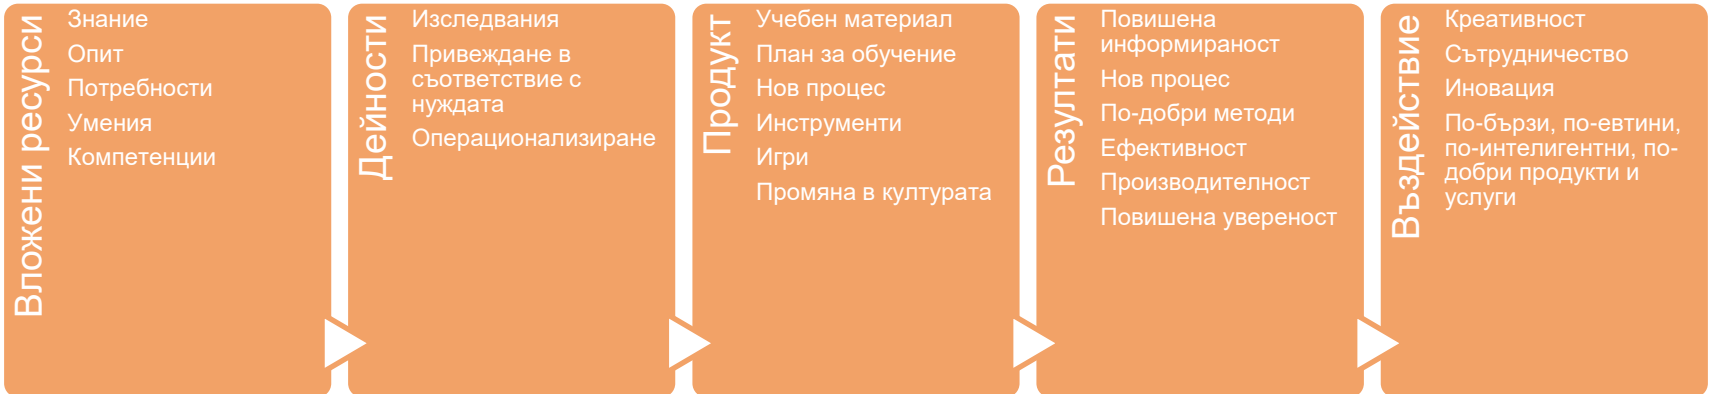 Вложени ресурси
Знание
Опит
Потребности
Умения
Компетенции
Дейности
Изследвания
Привеждане в
съответствие с
нуждата
Операционализиране
Продукт
Учебен материал
План за обучение
Нов процес
Инструменти
Игри
Промяна в културата
Резултати
Повишена
информираност
Нов процес
По-добри методи
Ефективност
Производителност
Повишена увереност
Въздействие
Креативност
Сътрудничество
Иновация
По-бързи, по-евтини,
по-интелигентни, по-
добри продукти и
услуги